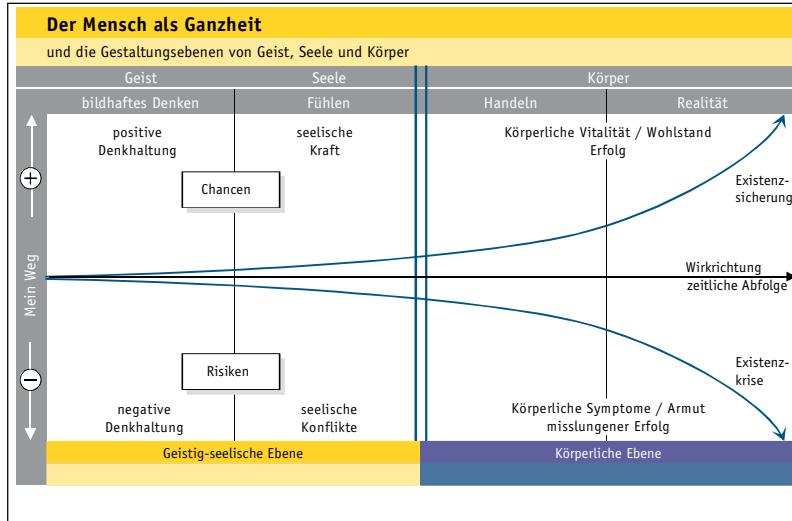 Der Mensch als Ganzheit
und die Gestaltungsebenen von Geist, Seele und Körper
Geist
Seele
Körper
bildhaftes Denken
Fühlen
Handeln
Realität
positive
Denkhaltung
seelische
Kraft
Körperliche Vitalität / Wohlstand
Erfolg
+
Chancen
Existenz-
sicherung
Mein Weg
Wirkrichtung
zeitliche Abfolge
Risiken
Existenz-
krise
−
negative
Denkhaltung
seelische
Konflikte
Körperliche Symptome / Armut
misslungener Erfolg
Geistig-seelische Ebene
Körperliche Ebene